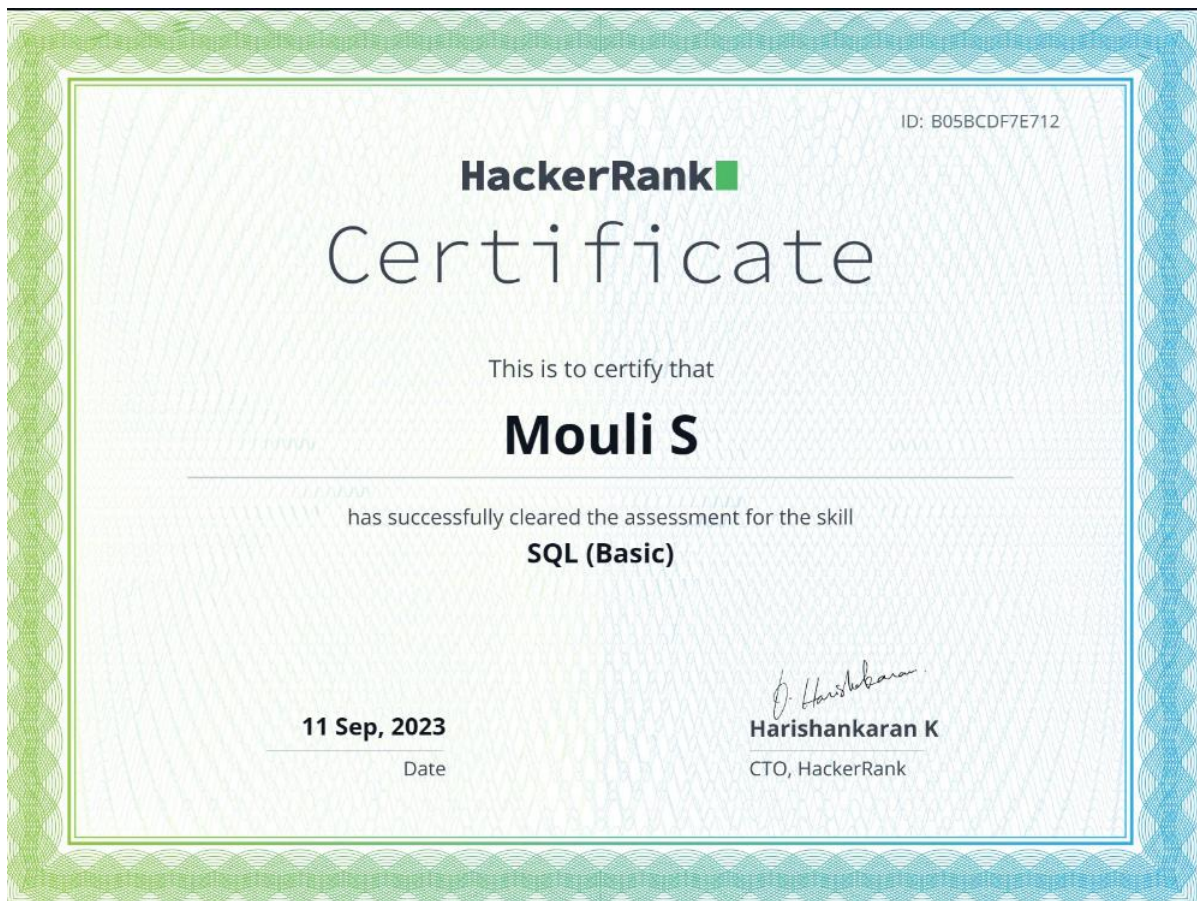 ID: B05BCDF7E712
HackerRank
Certificate
This is to certify that
Mouli S
has successfully cleared the assessment for the skill
SQL (Basic)
11 Sep, 2023
Date
Harishankaran K
CTO, HackerRank